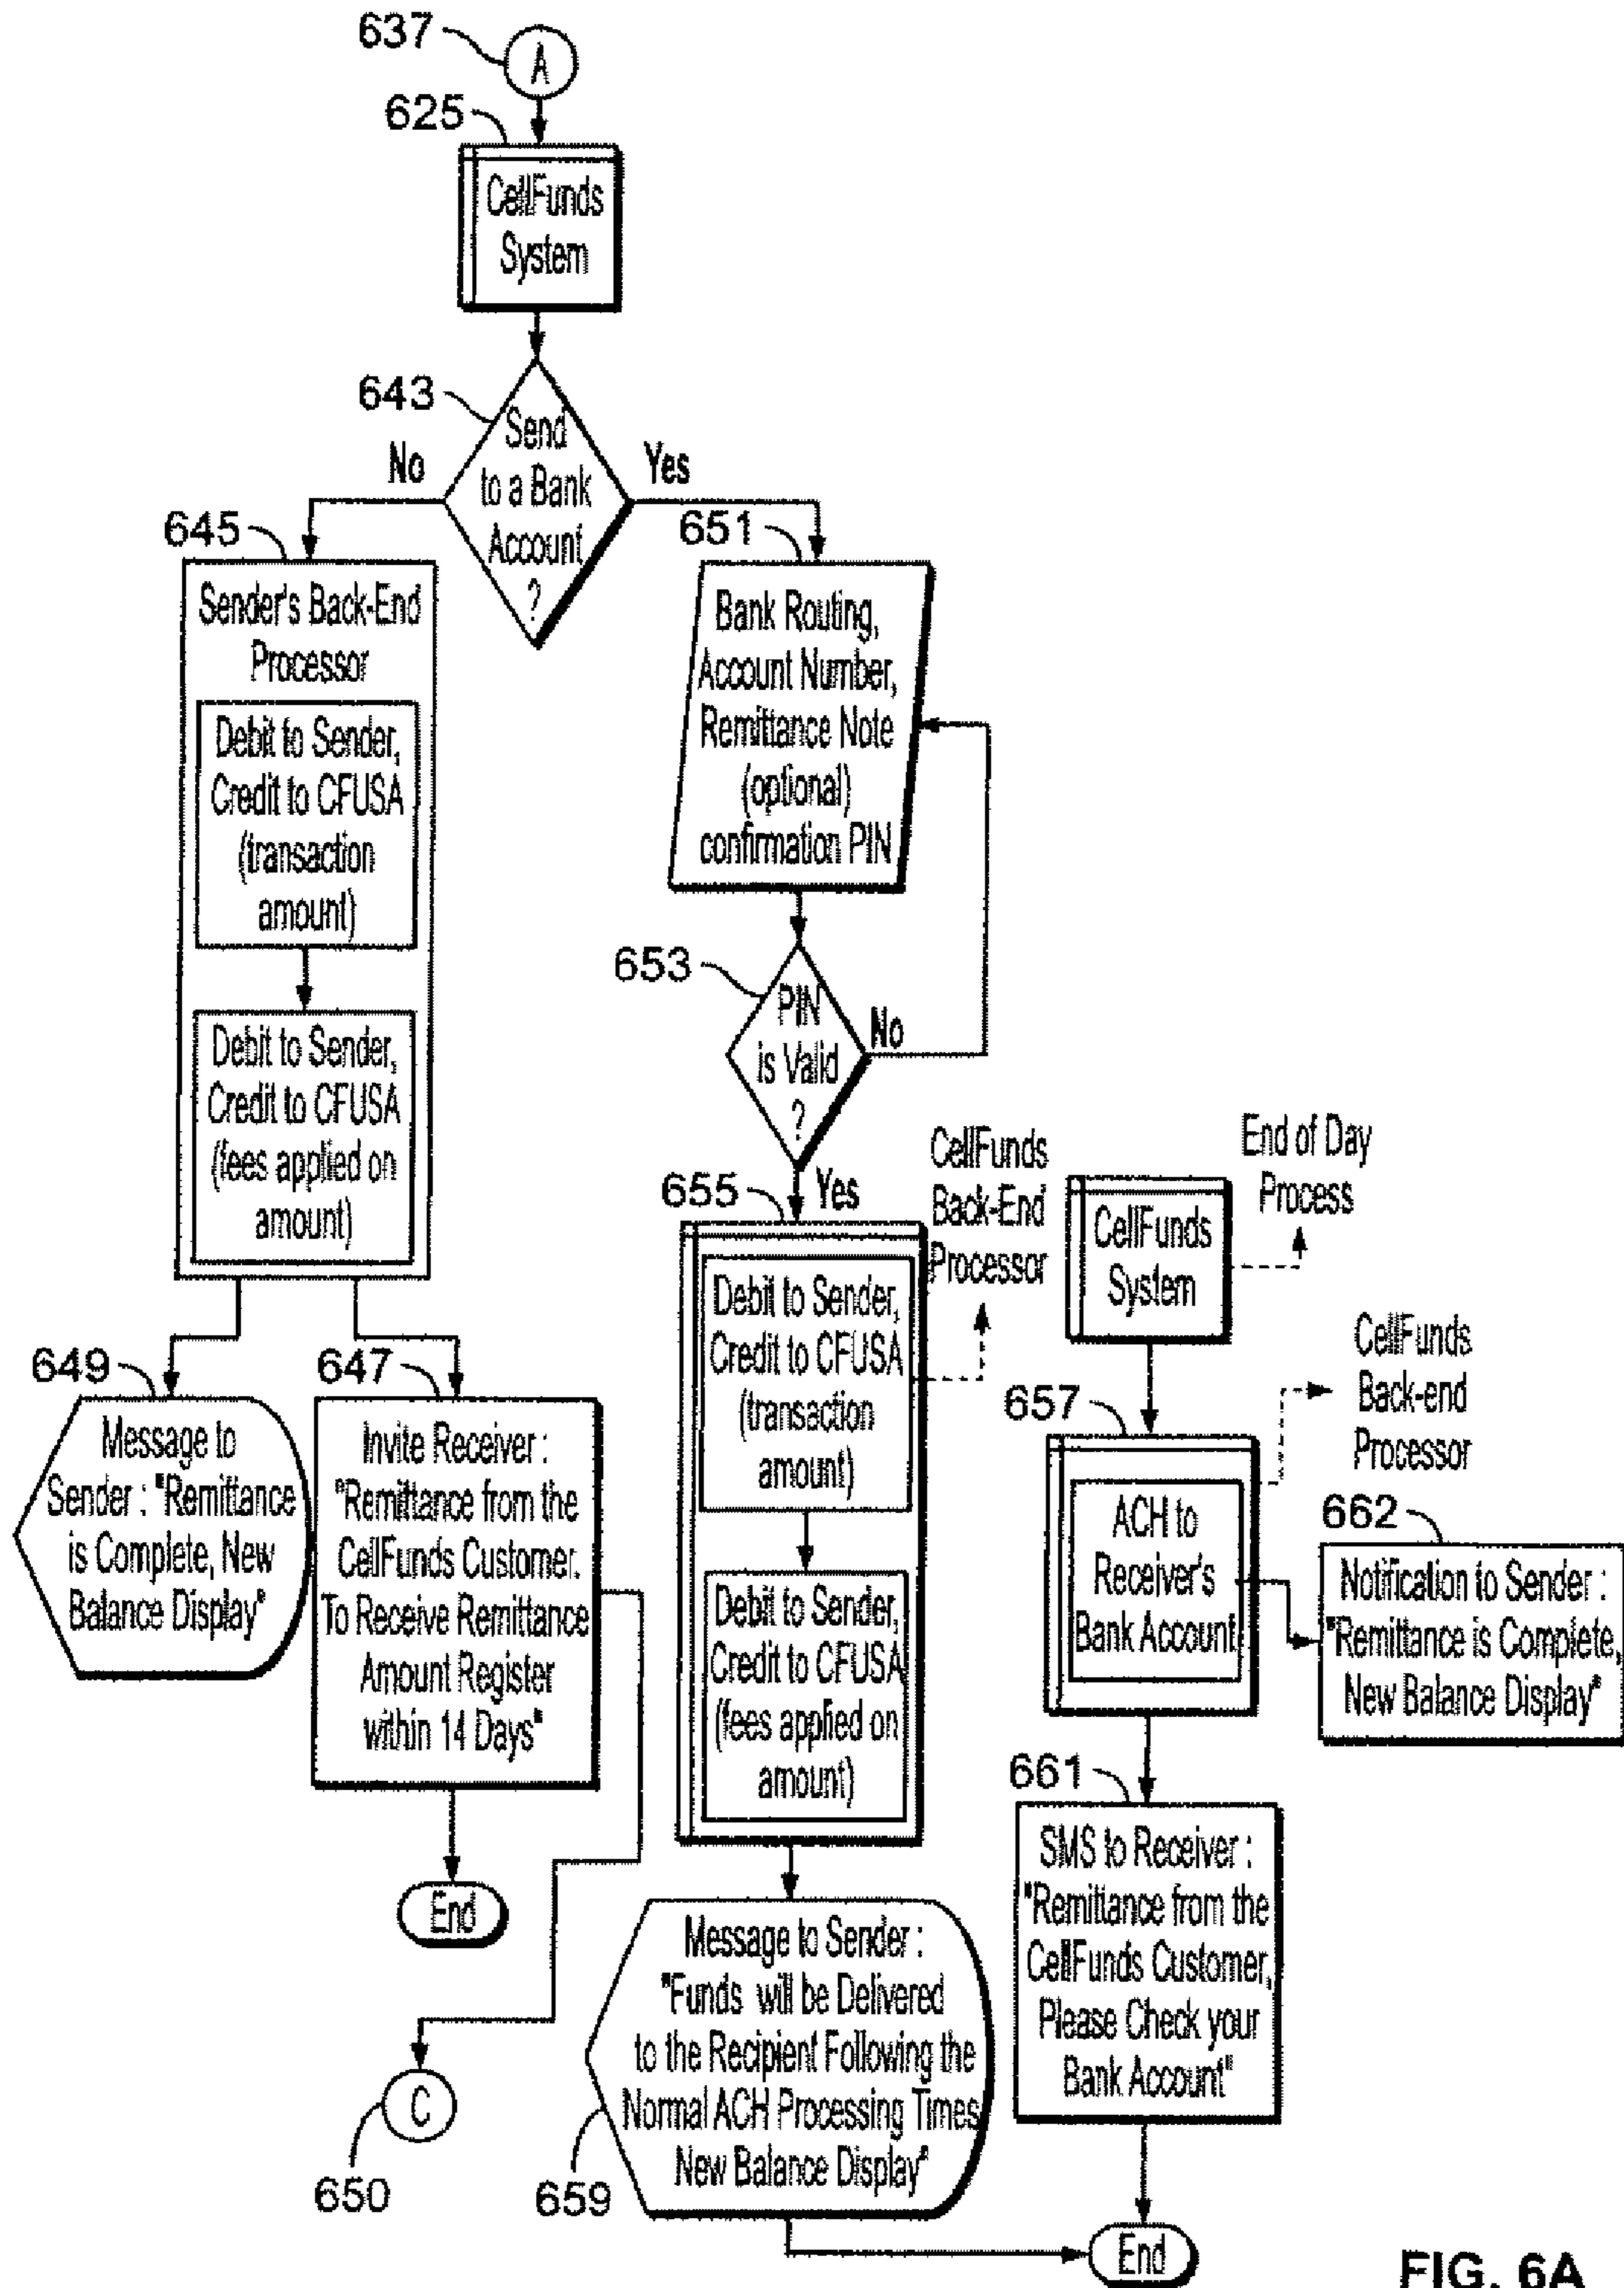 637
A
625
CellFunds
System
643
Send
to a Bank
Account
?
No
Yes
645
Sender's Back-End
Processor
Debit to Sender,
Credit to CFUSA
(transaction
amount)
Debit to Sender,
Credit to CFUSA
(fees applied on
amount)
649
Message to
Sender : "Remittance
is Complete, New
Balance Display"
647
Invite Receiver :
"Remittance from the
CellFunds Customer.
To Receive Remittance
Amount Register
within 14 Days"
End
C
650
651
Bank Routing,
Account Number,
Remittance Note
(optional)
confirmation PIN
653
PIN
is Valid
?
No
Yes
655
CellFunds
Back-End
Processor
Debit to Sender,
Credit to CFUSA
(transaction
amount)
Debit to Sender,
Credit to CFUSA
(fees applied on
amount)
659
Message to Sender :
"Funds will be Delivered
to the Recipient Following the
Normal ACH Processing Times
New Balance Display"
CellFunds
System
End of Day
Process
657
CellFunds
Back-end
Processor
ACH to
Receiver's
Bank Account
662
Notification to Sender :
"Remittance is Complete,
New Balance Display"
661
SMS to Receiver :
"Remittance from the
CellFunds Customer,
Please Check your
Bank Account"
End
FIG. 6A